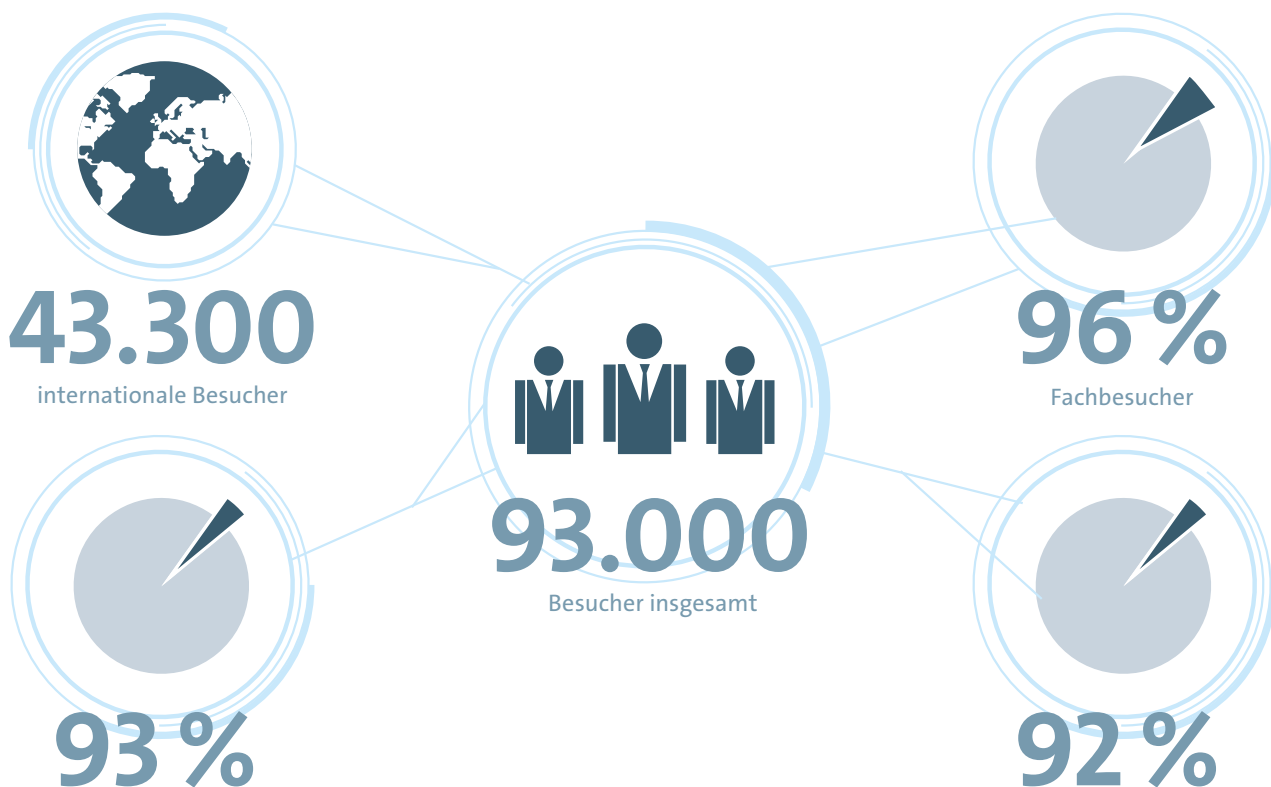 43.300
internationale Besucher
96 %
Fachbesucher
93.000
Besucher insgesamt
93 %
92 %